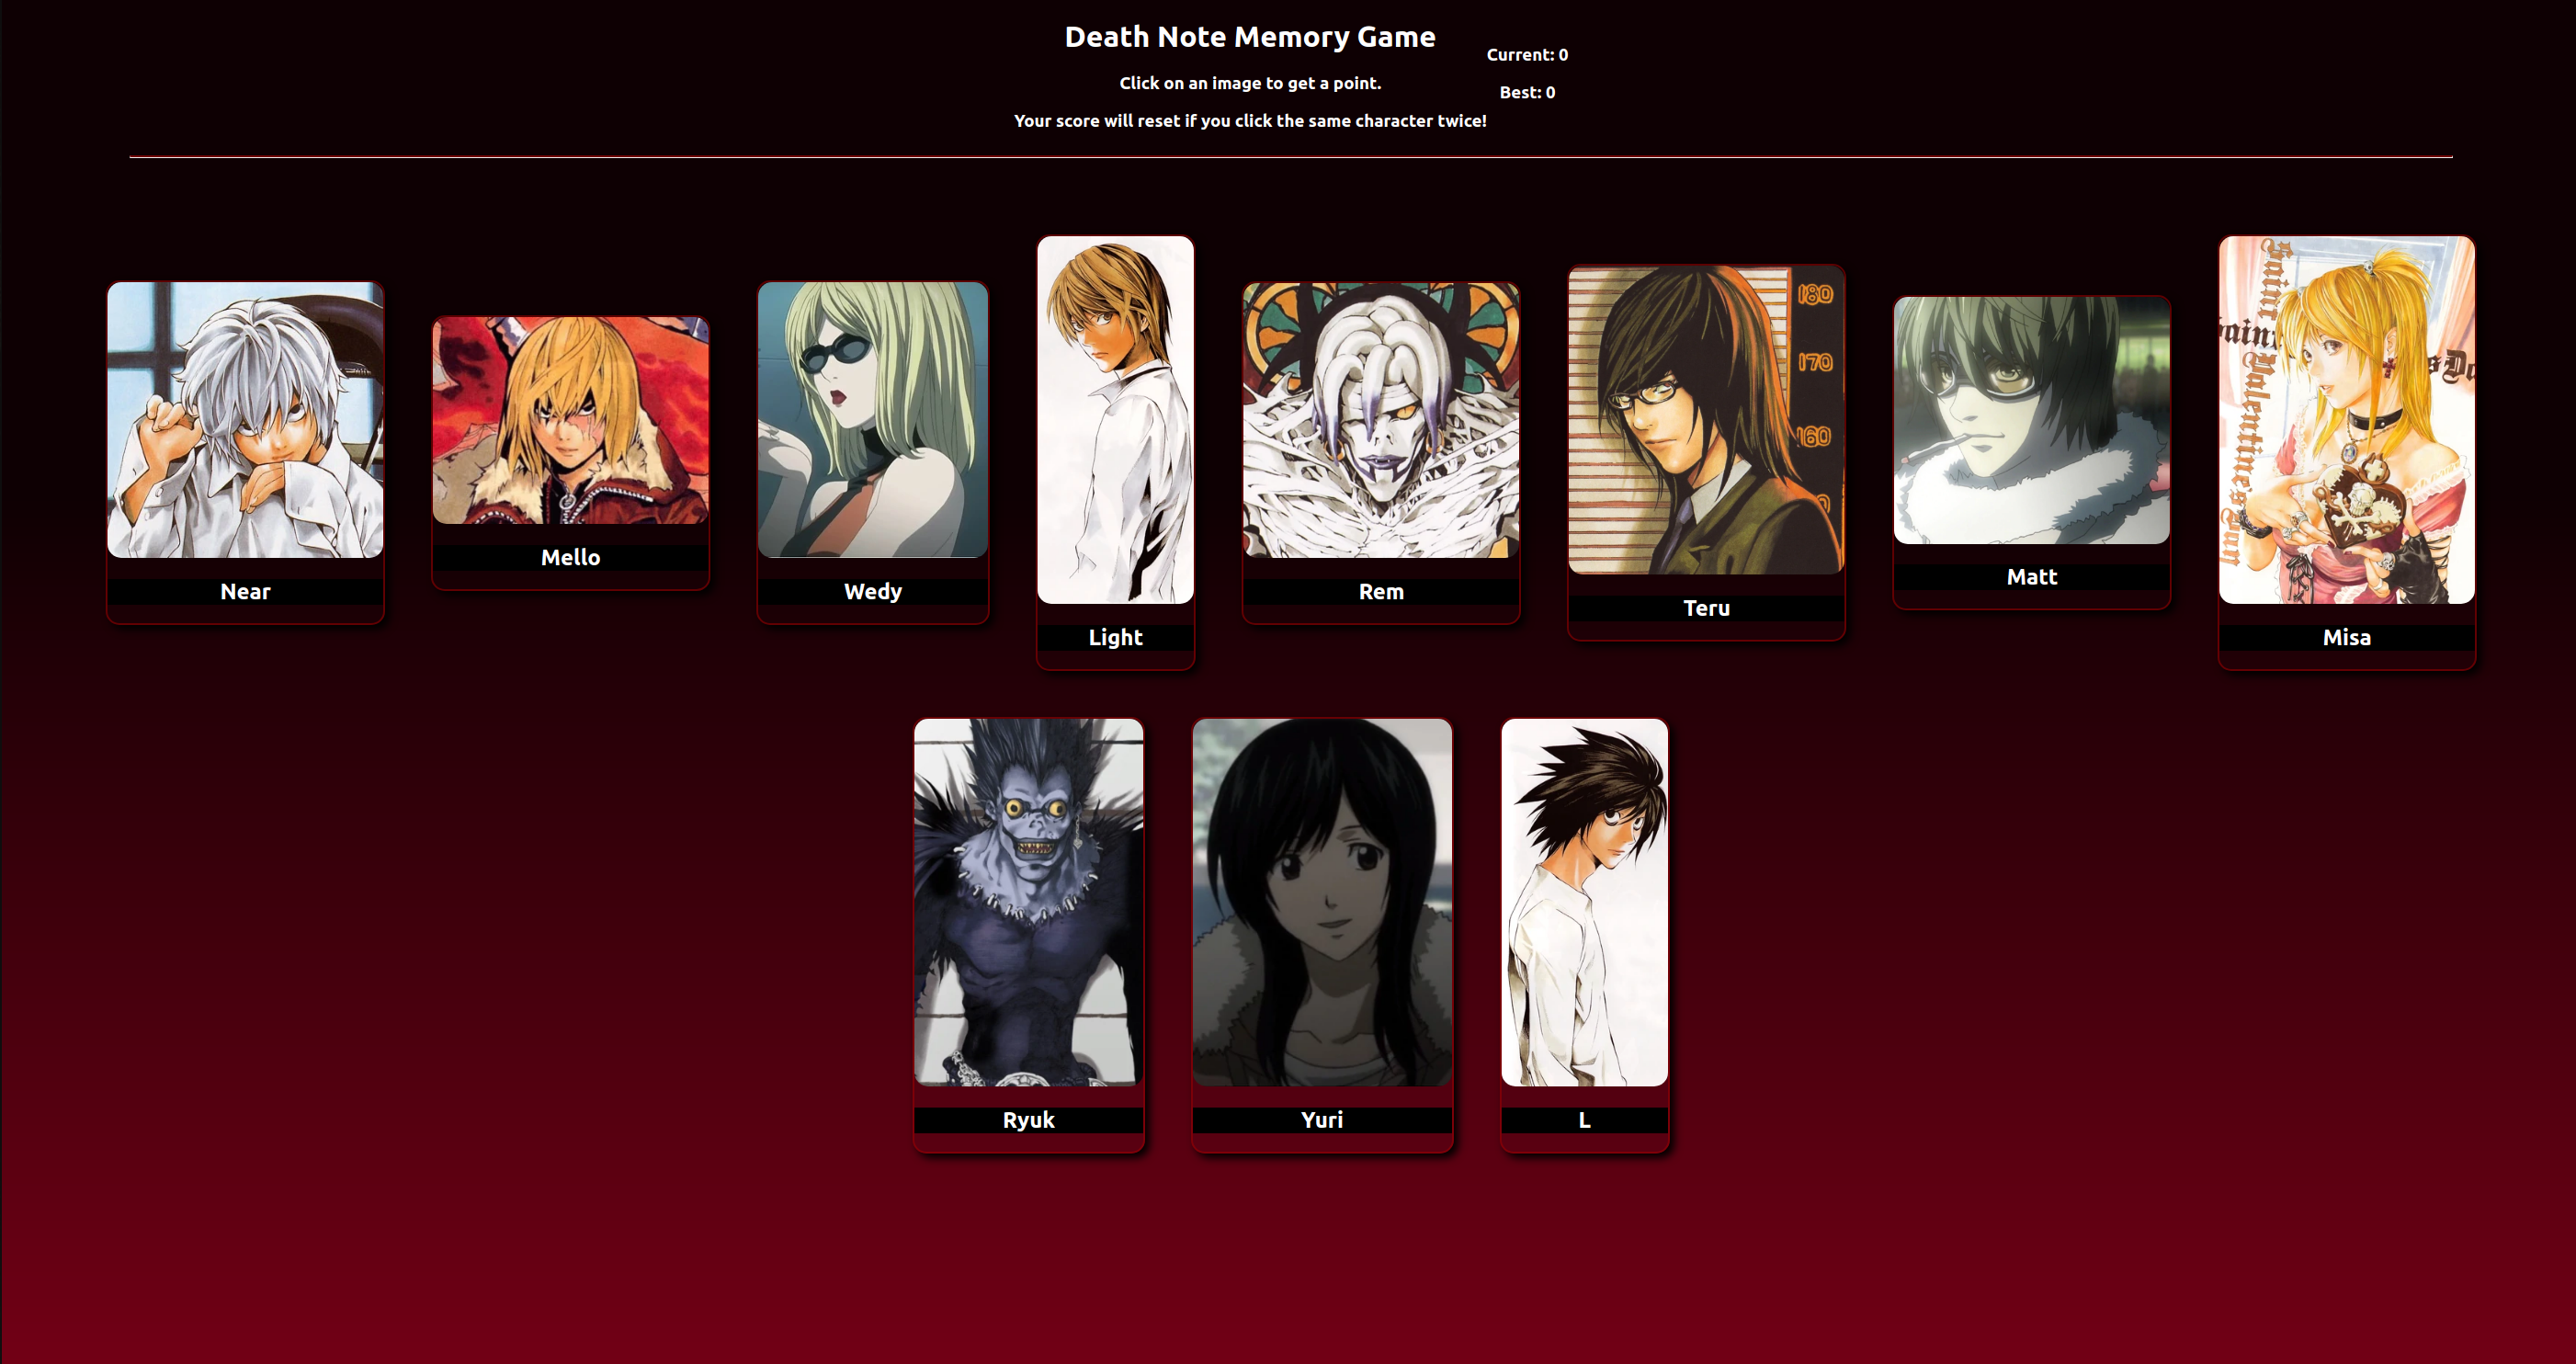 Death Note Memory Game
Click on an image to get a point.
Your score will reset if you click the same character twice!
Current: 0
Best: 0
180
170
160
0
Saint
Valentine's
Near
Mello
Wedy
Light
Rem
Teru
Matt
Misa
Ryuk
Yuri
L